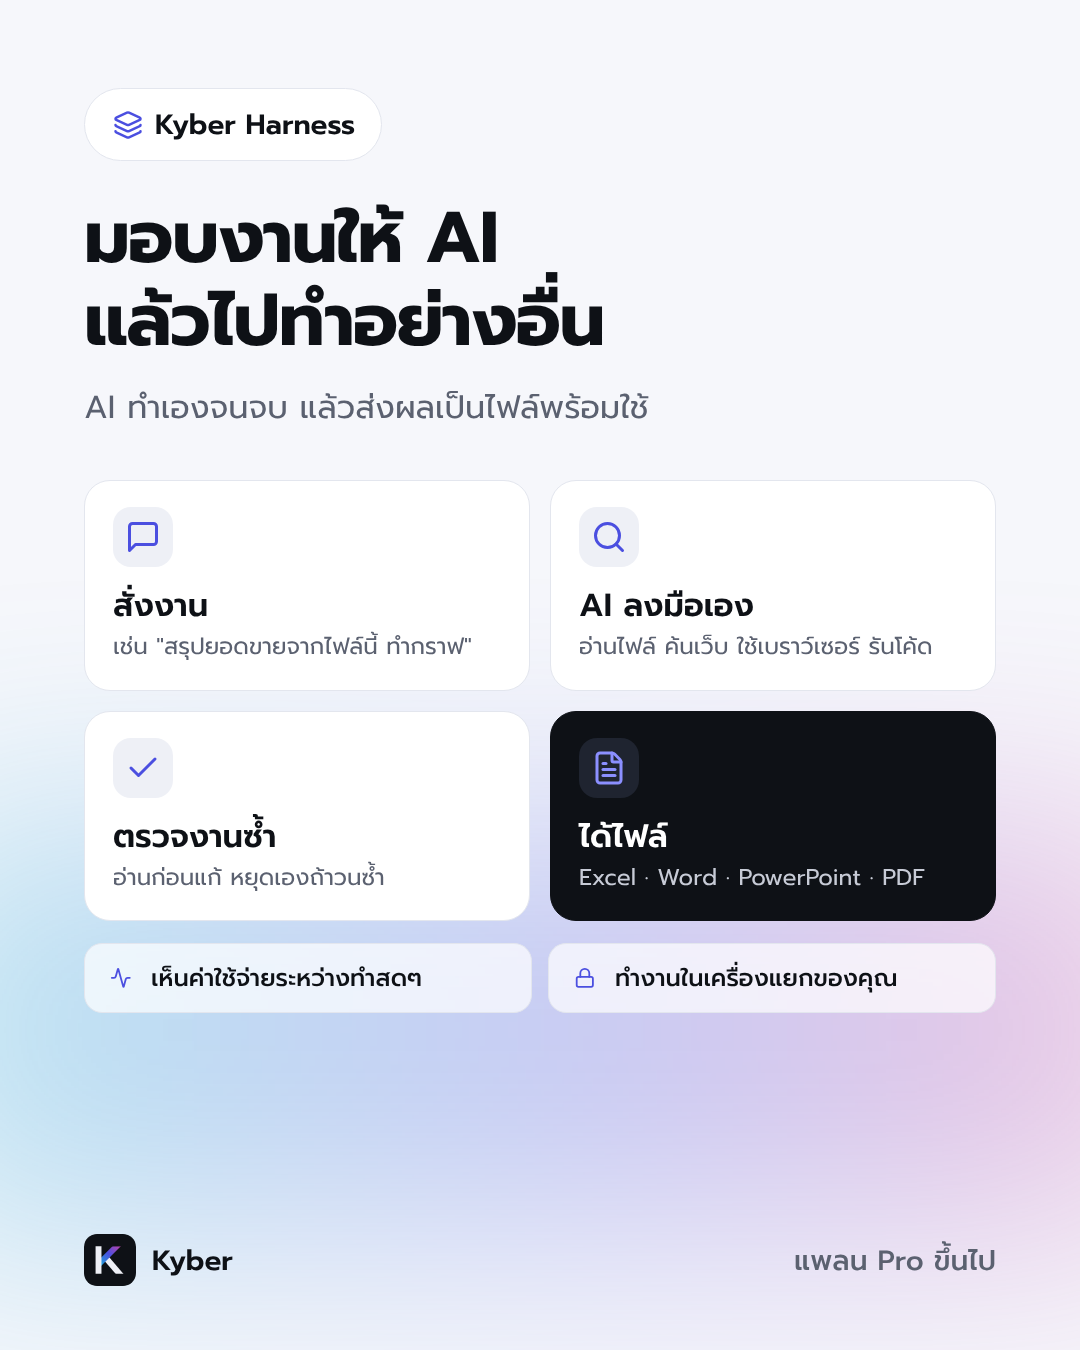 Kyber Harness
มอบงานให้ AI
แล้วไปทำอย่างอื่น
AI ทำเองจนจบ แล้วส่งผลเป็นไฟล์พร้อมใช้
สั่งงาน
เช่น "สรุปยอดขายจากไฟล์นี้ ทำกราฟ"
AI ลงมือเอง
อ่านไฟล์ ค้นเว็บ ใช้เบราว์เซอร์ รันโค้ด
ตรวจงานซ้ำ
อ่านก่อนแก้ หยุดเองถ้าวนซ้ำ
ได้ไฟล์
Excel · Word · PowerPoint · PDF
เห็นค่าใช้จ่ายระหว่างทำสดๆ
ทำงานในเครื่องแยกของคุณ
Kyber
แพลน Pro ขึ้นไป